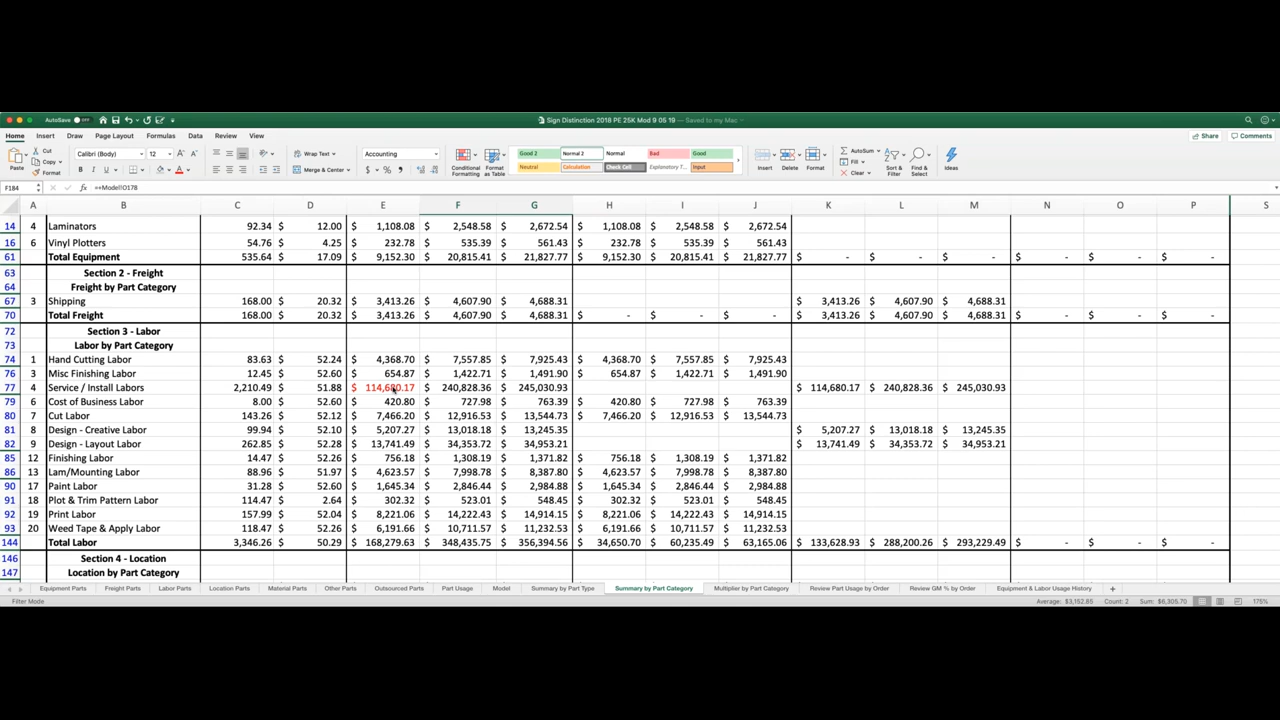 AutoSave OFF Sign Distinction 2018 PE 25K Mod 9 05 19 — Saved to my Mac
Home Insert Draw Page Layout Formulas Data Review View Share Comments
Cut Copy Format Paste Calibri (Body) 12 A A B I U Wrap Text Merge & Center Accounting $ % Conditional Formatting Format as Table Good 2 Normal 2 Normal Bad Good Neutral Calculation Check Cell Explanatory T... Input Insert Delete Format AutoSum Fill Clear Sort & Filter Find & Select Ideas
F184 fx =+Model!O178
A B C D E F G H I J K L M N O P S
14 4 Laminators 92.34 $ 12.00 $ 1,108.08 $ 2,548.58 $ 2,672.54 $ 1,108.08 $ 2,548.58 $ 2,672.54
16 6 Vinyl Plotters 54.76 $ 4.25 $ 232.78 $ 535.39 $ 561.43 $ 232.78 $ 535.39 $ 561.43
61 Total Equipment 535.64 $ 17.09 $ 9,152.30 $ 20,815.41 $ 21,827.77 $ 9,152.30 $ 20,815.41 $ 21,827.77 $ - $ - $ - $ - $ - $ -
63 Section 2 - Freight
64 Freight by Part Category
67 3 Shipping 168.00 $ 20.32 $ 3,413.26 $ 4,607.90 $ 4,688.31 $ 3,413.26 $ 4,607.90 $ 4,688.31
70 Total Freight 168.00 $ 20.32 $ 3,413.26 $ 4,607.90 $ 4,688.31 $ - $ - $ - $ 3,413.26 $ 4,607.90 $ 4,688.31 $ - $ - $ -
72 Section 3 - Labor
73 Labor by Part Category
74 1 Hand Cutting Labor 83.63 $ 52.24 $ 4,368.70 $ 7,557.85 $ 7,925.43 $ 4,368.70 $ 7,557.85 $ 7,925.43
76 3 Misc Finishing Labor 12.45 $ 52.60 $ 654.87 $ 1,422.71 $ 1,491.90 $ 654.87 $ 1,422.71 $ 1,491.90
77 4 Service / Install Labors 2,210.49 $ 51.88 $ 114,680.17 $ 240,828.36 $ 245,030.93 $ 114,680.17 $ 240,828.36 $ 245,030.93
79 6 Cost of Business Labor 8.00 $ 52.60 $ 420.80 $ 727.98 $ 763.39 $ 420.80 $ 727.98 $ 763.39
80 7 Cut Labor 143.26 $ 52.12 $ 7,466.20 $ 12,916.53 $ 13,544.73 $ 7,466.20 $ 12,916.53 $ 13,544.73
81 8 Design - Creative Labor 99.94 $ 52.10 $ 5,207.27 $ 13,018.18 $ 13,245.35 $ 5,207.27 $ 13,018.18 $ 13,245.35
82 9 Design - Layout Labor 262.85 $ 52.28 $ 13,741.49 $ 34,353.72 $ 34,953.21 $ 13,741.49 $ 34,353.72 $ 34,953.21
85 12 Finishing Labor 14.47 $ 52.26 $ 756.18 $ 1,308.19 $ 1,371.82 $ 756.18 $ 1,308.19 $ 1,371.82
86 13 Lam/Mounting Labor 88.96 $ 51.97 $ 4,623.57 $ 7,998.78 $ 8,387.80 $ 4,623.57 $ 7,998.78 $ 8,387.80
90 17 Paint Labor 31.28 $ 52.60 $ 1,645.34 $ 2,846.44 $ 2,984.88 $ 1,645.34 $ 2,846.44 $ 2,984.88
91 18 Plot & Trim Pattern Labor 114.47 $ 2.64 $ 302.32 $ 523.01 $ 548.45 $ 302.32 $ 523.01 $ 548.45
92 19 Print Labor 157.99 $ 52.04 $ 8,221.06 $ 14,222.43 $ 14,914.15 $ 8,221.06 $ 14,222.43 $ 14,914.15
93 20 Weed Tape & Apply Labor 118.47 $ 52.26 $ 6,191.66 $ 10,711.57 $ 11,232.53 $ 6,191.66 $ 10,711.57 $ 11,232.53
144 Total Labor 3,346.26 $ 50.29 $ 168,279.63 $ 348,435.75 $ 356,394.56 $ 34,650.70 $ 60,235.49 $ 63,165.06 $ 133,628.93 $ 288,200.26 $ 293,229.49 $ - $ - $ -
146 Section 4 - Location
147 Location by Part Category
Equipment Parts Freight Parts Labor Parts Location Parts Material Parts Other Parts Outsourced Parts Part Usage Model Summary by Part Type Summary by Part Category Multiplier by Part Category Review Part Usage by Order Review GM % by Order Equipment & Labor Usage History +
Filter Mode Average: $3,152.85 Count: 2 Sum: $6,305.70 175%